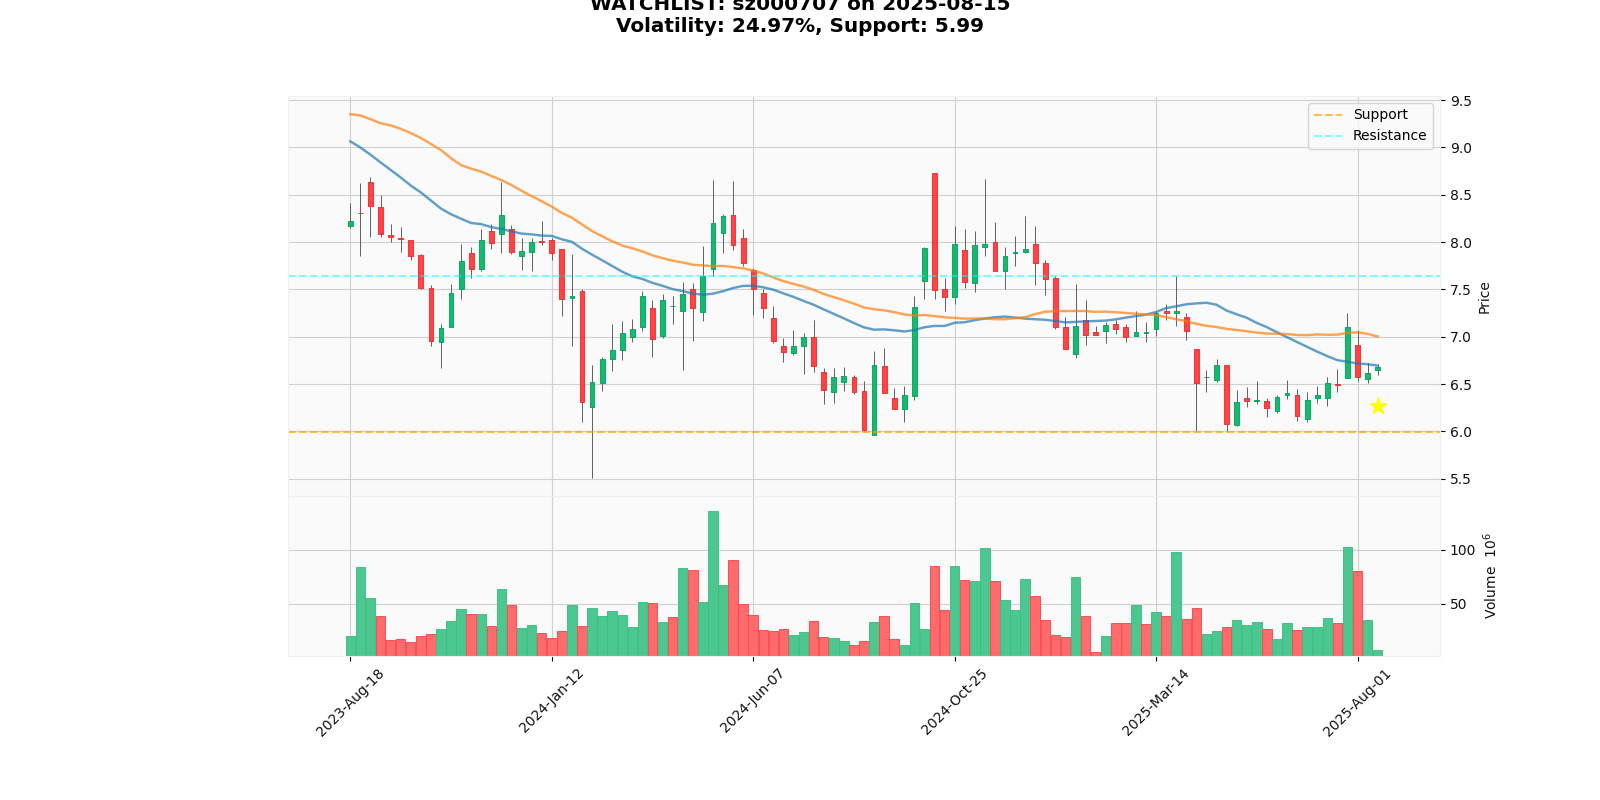 WATCHLIST: sz000707 on 2025-08-15
Volatility: 24.97%, Support: 5.99
Support
Resistance
9.5
9.0
8.5
8.0
7.5
7.0
6.5
6.0
5.5
Price
100
50
Volume 10⁶
2023-Aug-18
2024-Jan-12
2024-Jun-07
2024-Oct-25
2025-Mar-14
2025-Aug-01